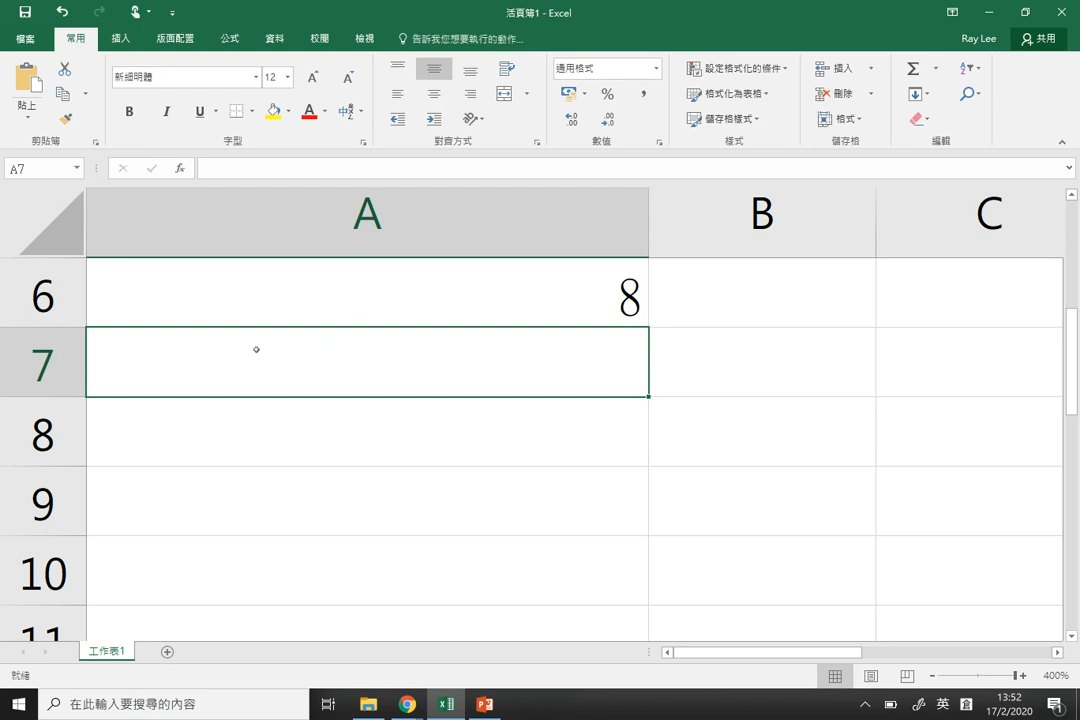 活頁簿1 - Excel
檔案 常用 插入 版面配置 公式 資料 校閱 檢視 告訴我您想要執行的動作... Ray Lee 共用
貼上 新細明體 12 通用格式 設定格式化的條件 插入
B I U A 中 % 格式化為表格 刪除
儲存格樣式 格式
剪貼簿 字型 對齊方式 數值 樣式 儲存格 編輯
A7 fx
A B C
6 8
7
8
9
10
11
工作表1
就緒 400%
在此輸入要搜尋的內容 英 13:52
17/2/2020